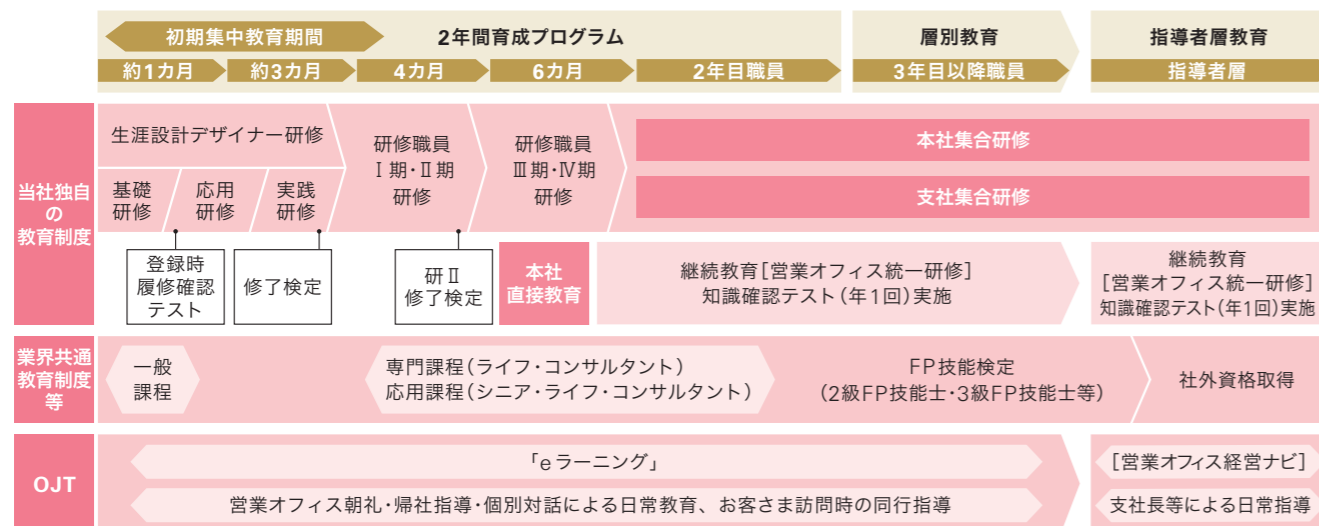 初期集中教育期間
2年間育成プログラム
層別教育
指導者層教育
約1カ月
約3カ月
4カ月
6カ月
2年目職員
3年目以降職員
指導者層
当社独自
の
教育制度
生涯設計デザイナー研修
基礎
研修
応用
研修
実践
研修
研修職員
Ⅰ期・Ⅱ期
研修
研修職員
Ⅲ期・Ⅳ期
研修
本社集合研修
支社集合研修
登録時
履修確認
テスト
修了検定
研Ⅱ
修了検定
本社
直接教育
継続教育[営業オフィス統一研修]
知識確認テスト(年1回)実施
継続教育
[営業オフィス統一研修]
知識確認テスト(年1回)実施
業界共通
教育制度
等
一般
課程
専門課程(ライフ・コンサルタント)
応用課程(シニア・ライフ・コンサルタント)
FP技能検定
(2級FP技能士・3級FP技能士等)
社外資格取得
OJT
「eラーニング」
[営業オフィス経営ナビ]
営業オフィス朝礼・帰社指導・個別対話による日常教育、お客さま訪問時の同行指導
支社長等による日常指導